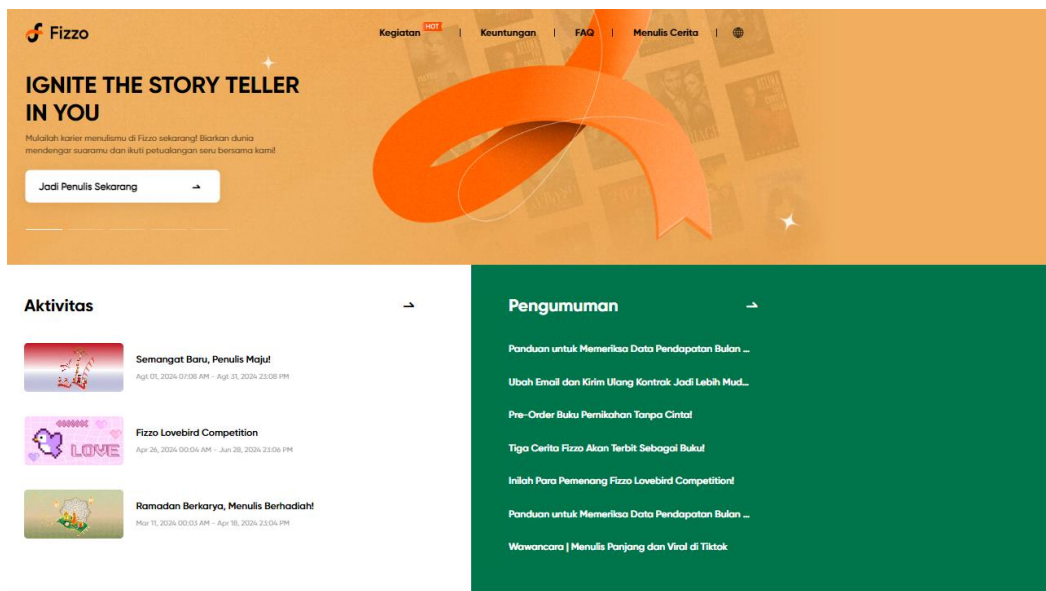 Fizzo
Kegiatan HOT | Keuntungan | FAQ | Menulis Cerita |
IGNITE THE STORY TELLER
IN YOU
Mulailah karier menulismu di Fizzo sekarang! Biarkan dunia
mendengar suaramu dan ikuti petualangan seru bersama kami!
Jadi Penulis Sekarang
Aktivitas
Semangat Baru, Penulis Maju!
Agt 01, 2024 07:08 AM - Agt 31, 2024 23:08 PM
LOVE
Fizzo Lovebird Competition
Apr 26, 2024 00:04 AM - Jun 28, 2024 23:06 PM
Ramadan Berkarya, Menulis Berhadiah!
Mar 11, 2024 00:03 AM - Apr 18, 2024 23:04 PM
Pengumuman
Panduan untuk Memeriksa Data Pendapatan Bulan ...
Ubah Email dan Kirim Ulang Kontrak Jadi Lebih Mud...
Pre-Order Buku Pernikahan Tanpa Cinta!
Tiga Cerita Fizzo Akan Terbit Sebagai Buku!
Inilah Para Pemenang Fizzo Lovebird Competition!
Panduan untuk Memeriksa Data Pendapatan Bulan ...
Wawancara | Menulis Panjang dan Viral di Tiktok